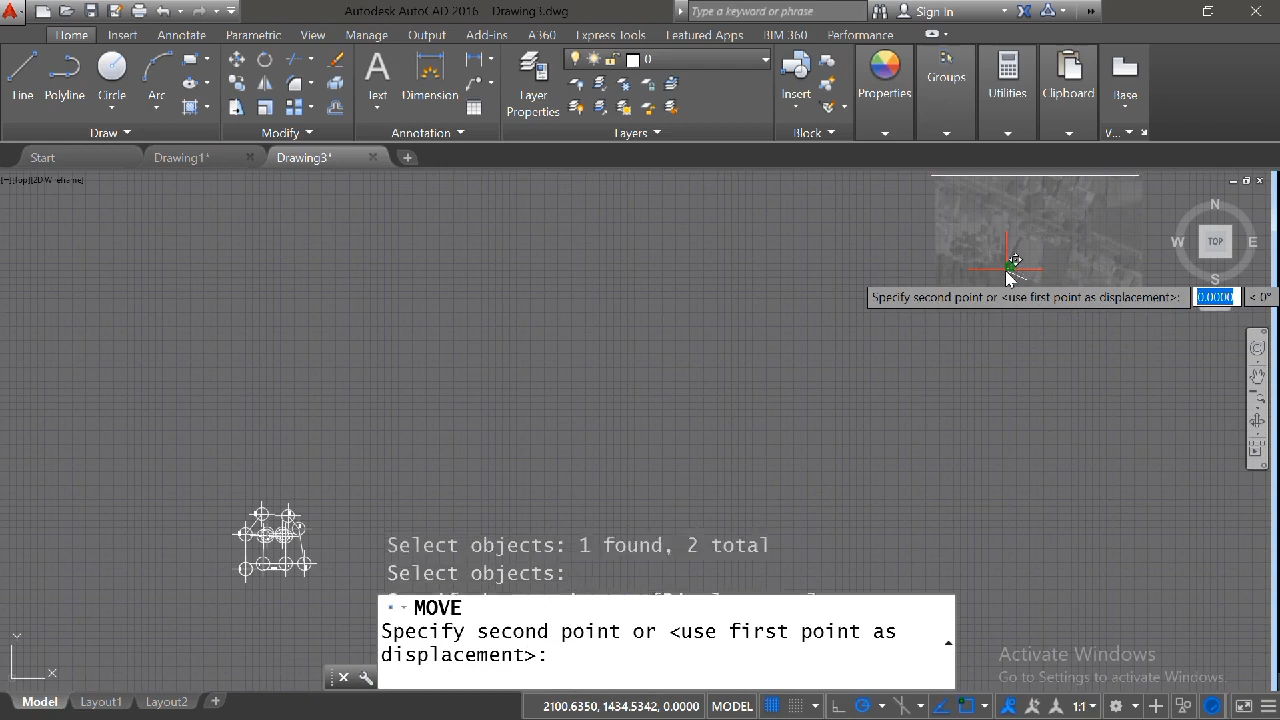 Autodesk AutoCAD 2016 Drawing3.dwg
Type a keyword or phrase
Sign In
Home Insert Annotate Parametric View Manage Output Add-ins A360 Express Tools Featured Apps BIM 360 Performance
0
Line Polyline Circle Arc Text Dimension Layer Properties Insert Properties Groups Utilities Clipboard Base
Draw Modify Annotation Layers Block V...
Start Drawing1* Drawing3*
[−][Top][2D Wireframe]
N
W TOP E
S
Specify second point or <use first point as displacement>: 0.0000 < 0°
Select objects: 1 found, 2 total
Select objects:
MOVE
Specify second point or <use first point as
displacement>:
Activate Windows
Go to Settings to activate Windows.
Model Layout1 Layout2
2100.6350, 1434.5342, 0.0000 MODEL 1:1